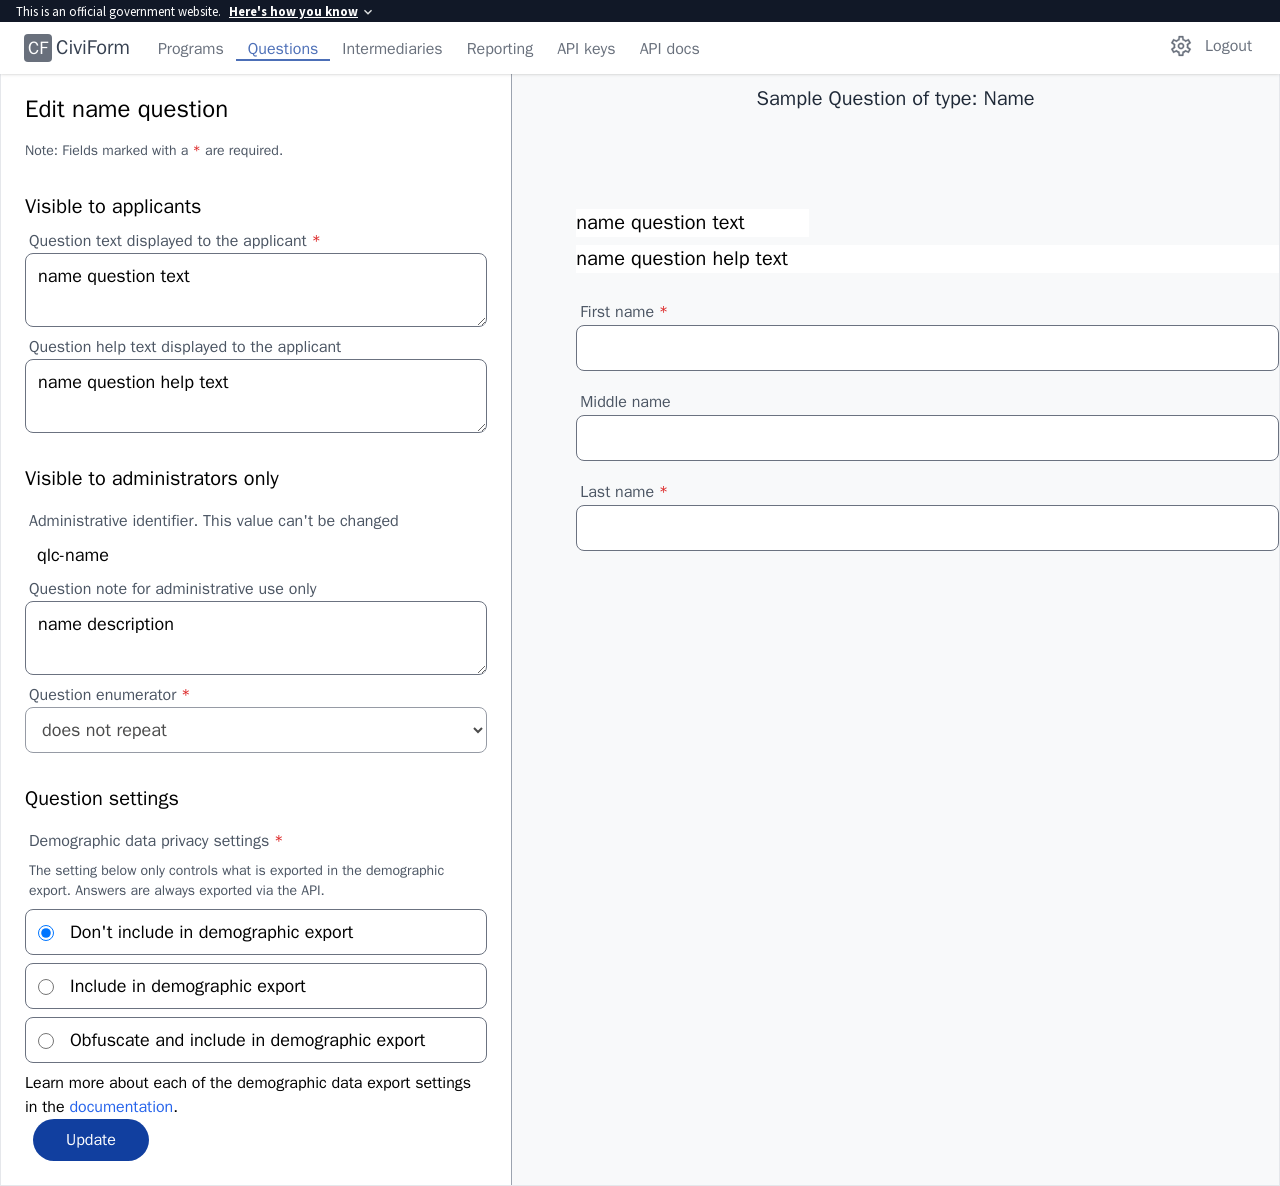 This is an official government website. Here's how you know
CF CiviForm Programs Questions Intermediaries Reporting API keys API docs Logout
Edit name question
Note: Fields marked with a * are required.
Visible to applicants
Question text displayed to the applicant *
name question text
Question help text displayed to the applicant
name question help text
Visible to administrators only
Administrative identifier. This value can't be changed
qlc-name
Question note for administrative use only
name description
Question enumerator *
does not repeat
Question settings
Demographic data privacy settings *
The setting below only controls what is exported in the demographic
export. Answers are always exported via the API.
Don't include in demographic export
Include in demographic export
Obfuscate and include in demographic export
Learn more about each of the demographic data export settings
in the documentation.
Update
Sample Question of type: Name
name question text
name question help text
First name *
Middle name
Last name *